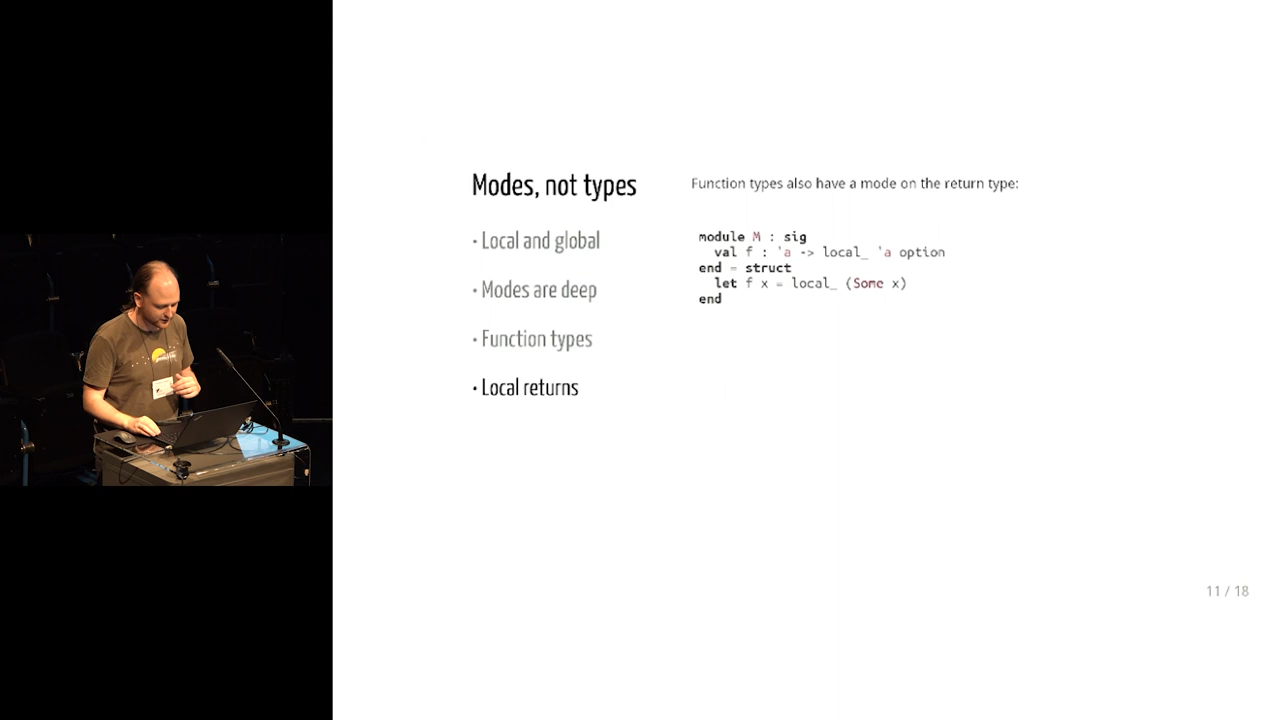 Modes, not types
• Local and global
• Modes are deep
• Function types
• Local returns
Function types also have a mode on the return type:
module M : sig
  val f : 'a -> local_ 'a option
end = struct
  let f x = local_ (Some x)
end
11 / 18